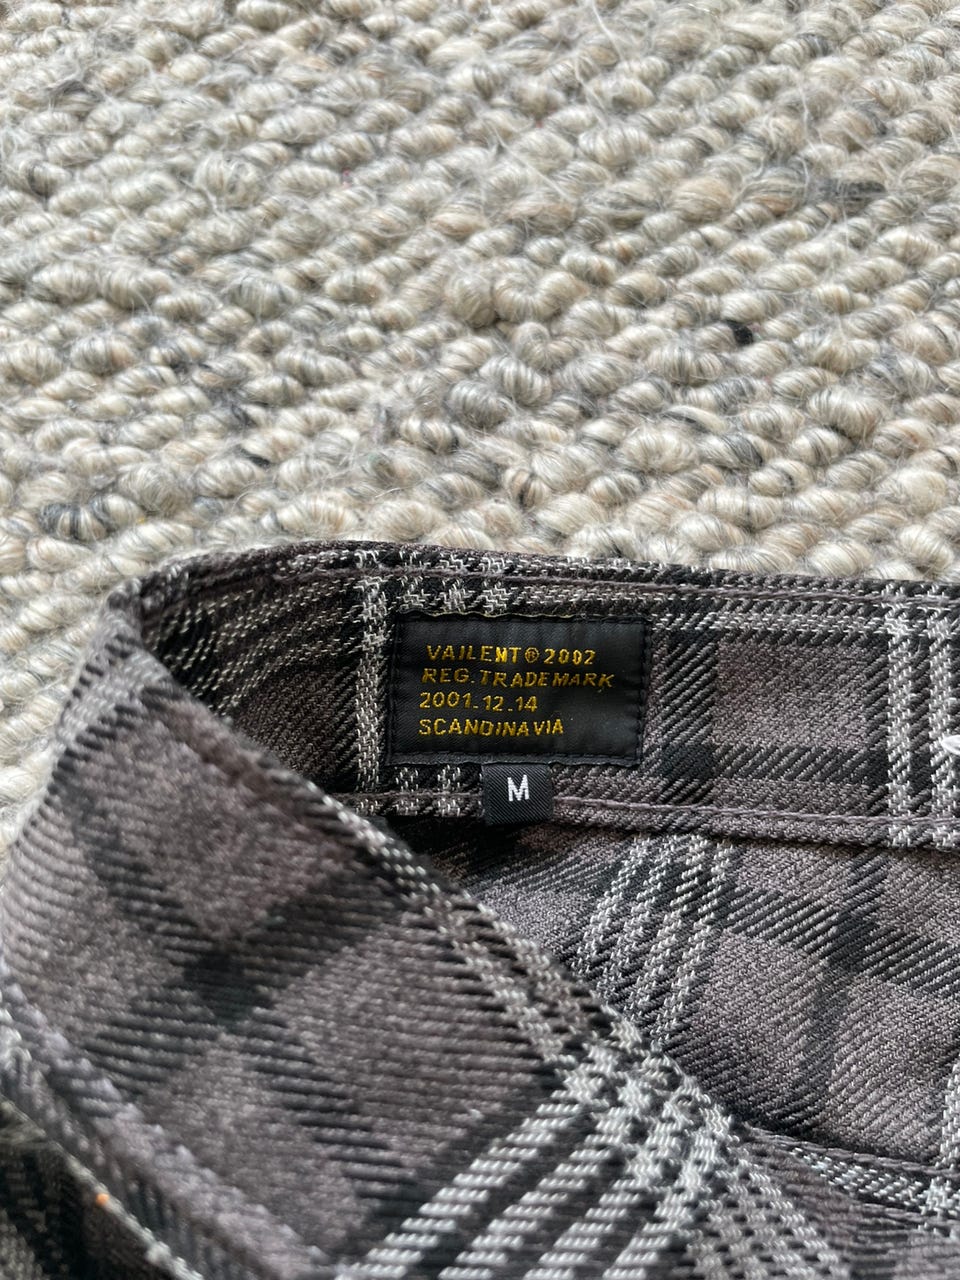 VAILENT® 2002
REG. TRADEMARK
2001.12.14
SCANDINAVIA
M